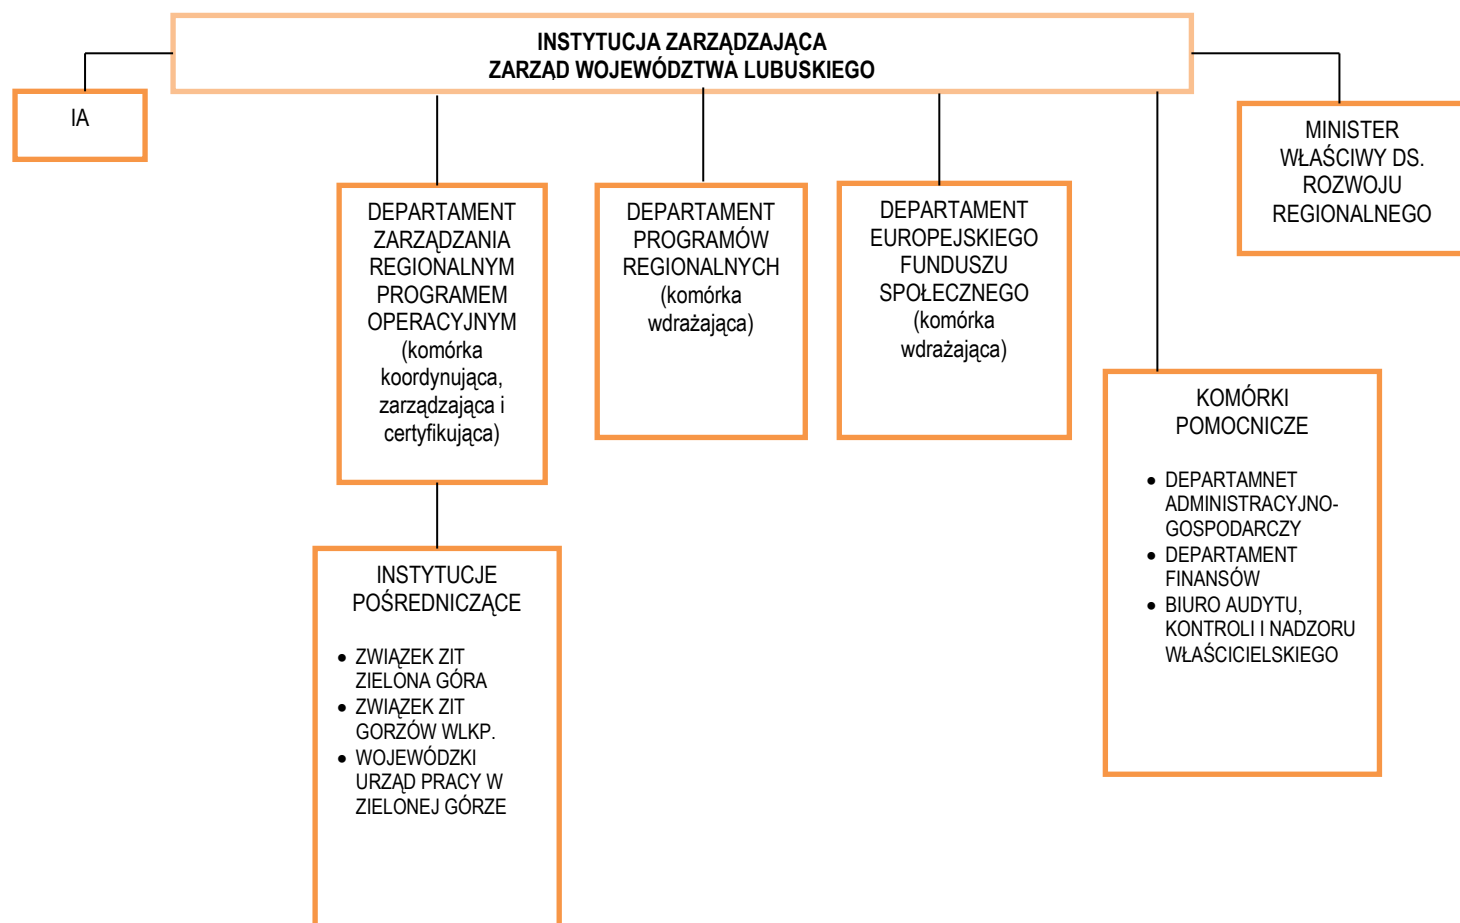 INSTYTUCJA ZARZĄDZAJĄCA
ZARZĄD WOJEWÓDZTWA LUBUSKIEGO
IA
MINISTER
WŁAŚCIWY DS.
ROZWOJU
REGIONALNEGO
DEPARTAMENT
ZARZĄDZANIA
REGIONALNYM
PROGRAMEM
OPERACYJNYM
(komórka
koordynująca,
zarządzająca i
certyfikująca)
DEPARTAMENT
PROGRAMÓW
REGIONALNYCH
(komórka
wdrażająca)
DEPARTAMENT
EUROPEJSKIEGO
FUNDUSZU
SPOŁECZNEGO
(komórka
wdrażająca)
KOMÓRKI
POMOCNICZE
• DEPARTAMNET
ADMINISTRACYJNO-
GOSPODARCZY
• DEPARTAMENT
FINANSÓW
• BIURO AUDYTU,
KONTROLI I NADZORU
WŁAŚCICIELSKIEGO
INSTYTUCJE
POŚREDNICZĄCE
• ZWIĄZEK ZIT
ZIELONA GÓRA
• ZWIĄZEK ZIT
GORZÓW WLKP.
• WOJEWÓDZKI
URZĄD PRACY W
ZIELONEJ GÓRZE